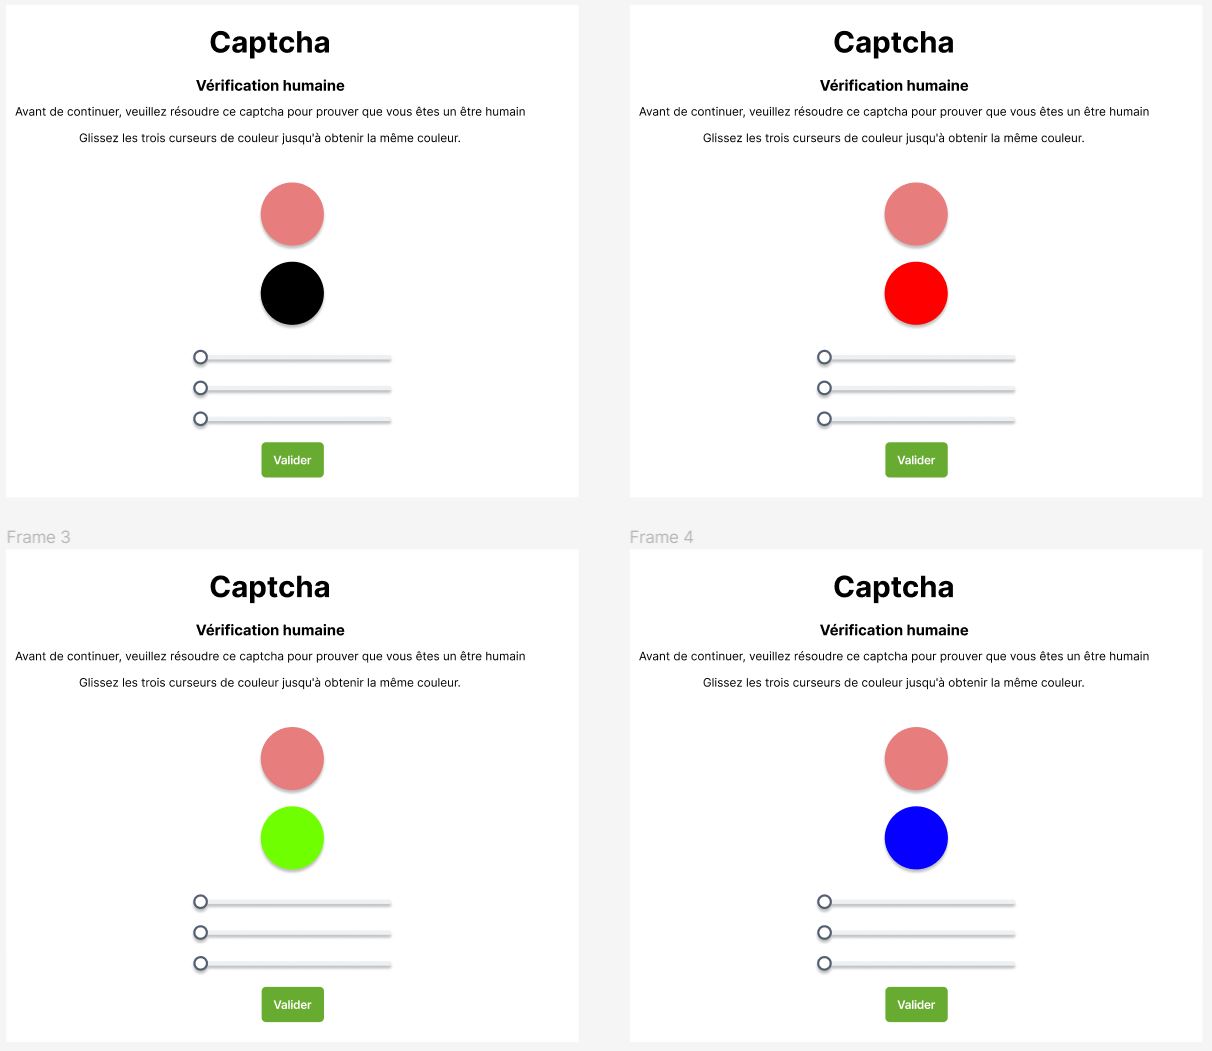 Captcha
Vérification humaine
Avant de continuer, veuillez résoudre ce captcha pour prouver que vous êtes un être humain
Glissez les trois curseurs de couleur jusqu'à obtenir la même couleur.
Valider
Captcha
Vérification humaine
Avant de continuer, veuillez résoudre ce captcha pour prouver que vous êtes un être humain
Glissez les trois curseurs de couleur jusqu'à obtenir la même couleur.
Valider
Frame 3
Captcha
Vérification humaine
Avant de continuer, veuillez résoudre ce captcha pour prouver que vous êtes un être humain
Glissez les trois curseurs de couleur jusqu'à obtenir la même couleur.
Valider
Frame 4
Captcha
Vérification humaine
Avant de continuer, veuillez résoudre ce captcha pour prouver que vous êtes un être humain
Glissez les trois curseurs de couleur jusqu'à obtenir la même couleur.
Valider